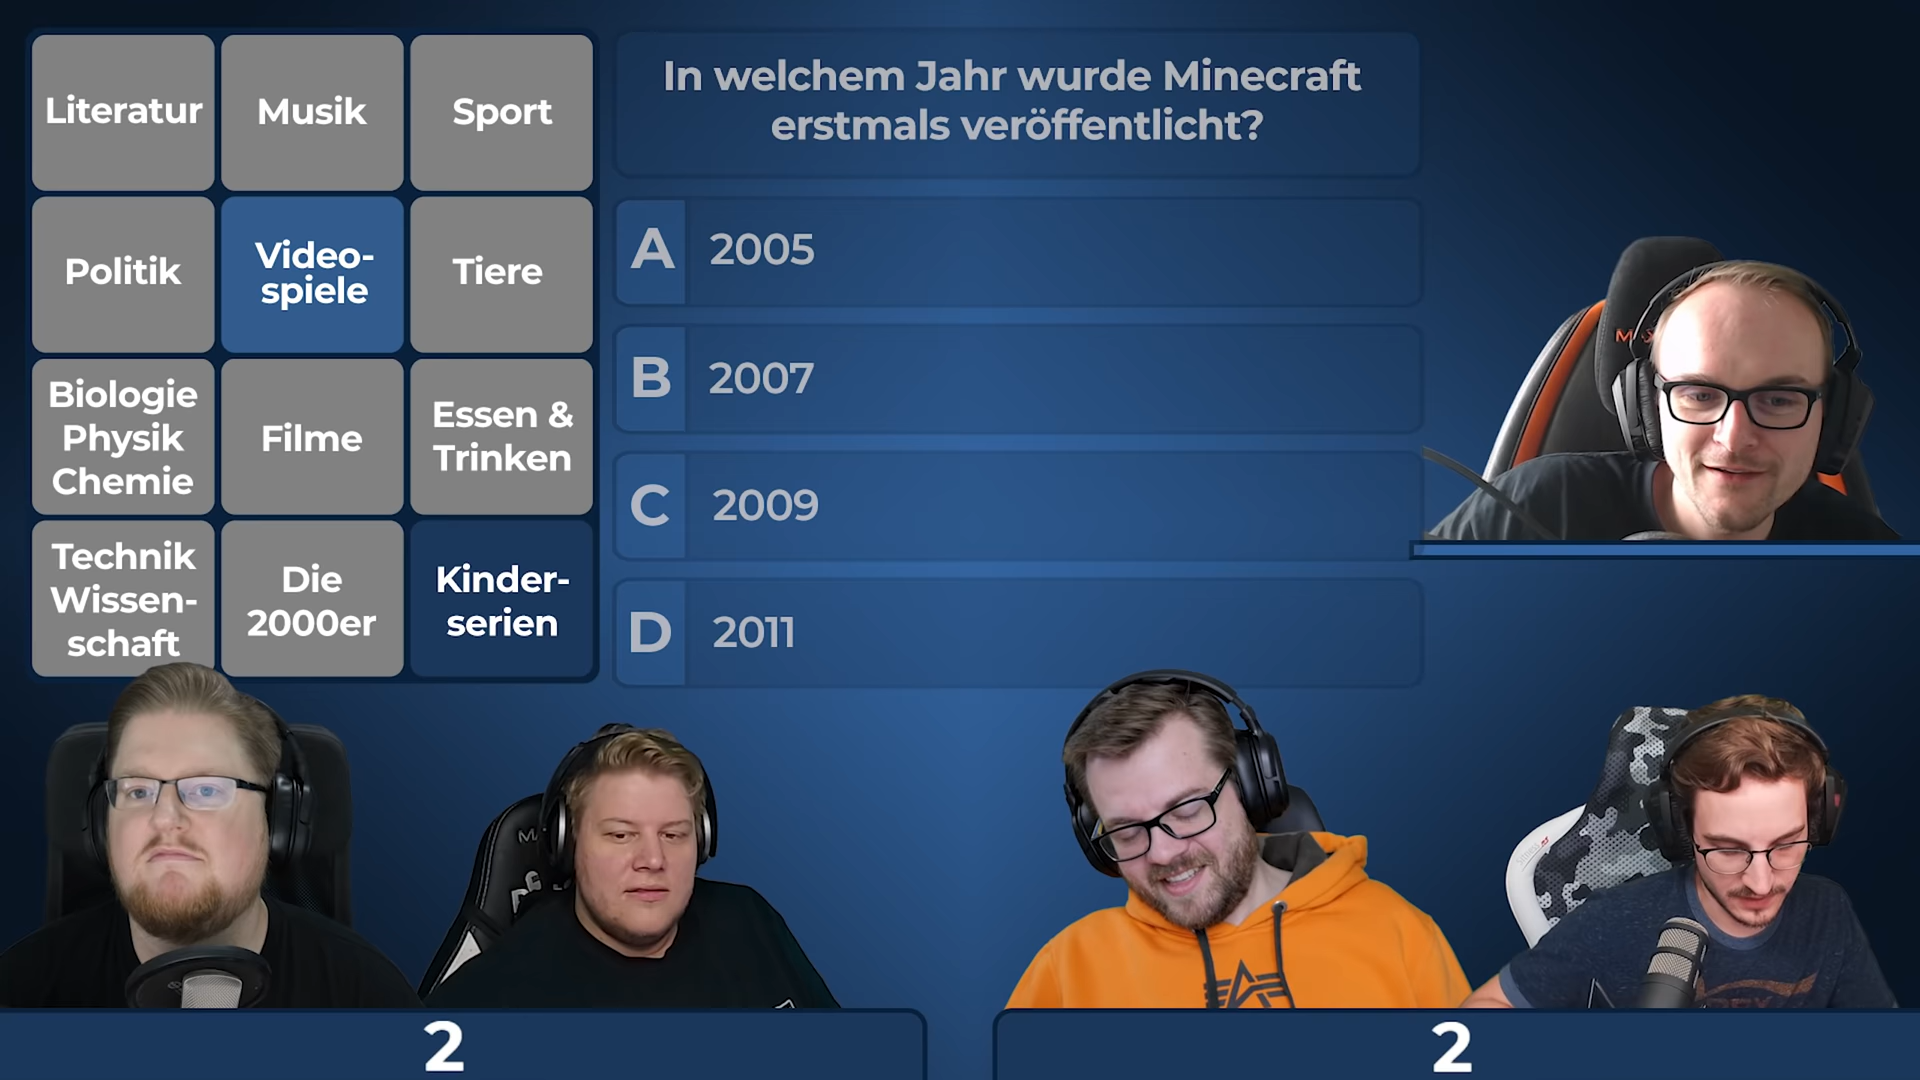 Literatur
Musik
Sport
Politik
Video-
spiele
Tiere
Biologie
Physik
Chemie
Filme
Essen &
Trinken
Technik
Wissen-
schaft
Die
2000er
Kinder-
serien
In welchem Jahr wurde Minecraft
erstmals veröffentlicht?
A 2005
B 2007
C 2009
D 2011
2
2